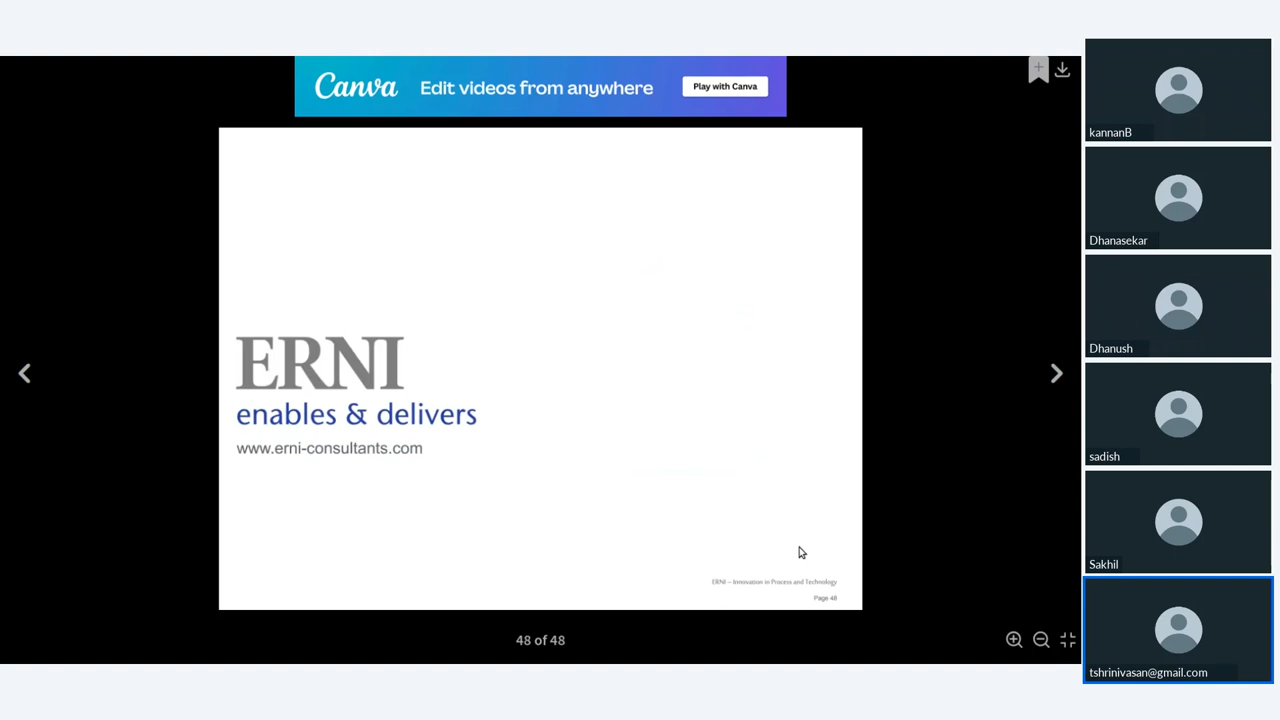 Canva Edit videos from anywhere Play with Canva
ERNI
enables & delivers
www.erni-consultants.com
ERNI – Innovation in Process and Technology
Page 48
48 of 48
kannanB
Dhanasekar
Dhanush
sadish
Sakhil
tshrinivasan@gmail.com